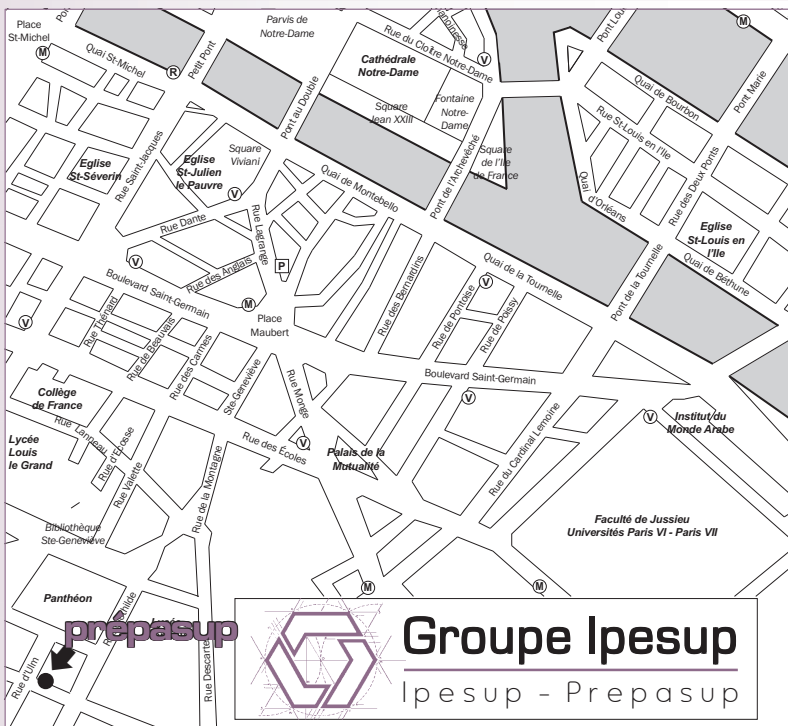 Place
St-Michel
M
Quai St-Michel
R
Petit Pont
Parvis de
Notre-Dame
Pont au Double
Rue du Cloître Notre-Dame
V
Cathédrale
Notre-Dame
Square
Jean XXIII
Fontaine
Notre-
Dame
Square
de l'Ile
de France
Pont de l'Archevêché
M
Pont Marie
Quai de Bourbon
Rue St-Louis en l'Ile
Rue des Deux Ponts
Quai
d'Orléans
Eglise
St-Louis en
l'Ile
Quai de Béthune
Pont de la Tournelle
Eglise
St-Séverin
Rue Saint-Jacques
Eglise
St-Julien
le Pauvre
Square
Viviani
V
Quai de Montebello
Rue Dante
Rue Lagrange
V
Rue des Anglais
P
Boulevard Saint-Germain
M
Place
Maubert
Rue des Bernardins
Quai de la Tournelle
V
Rue de Pontoise
Rue de Poissy
V
Rue Thénard
Rue de Beauvais
Rue des Carmes
Ste-Geneviève
Rue Monge
Boulevard Saint-Germain
V
Collège
de France
Lycée
Louis
le Grand
Rue Lanneau
Rue d'Ecosse
Rue Valette
Rue de la Montagne
Rue des Écoles
V
Palais de la
Mutualité
Rue du Cardinal Lemoine
V
Institut du
Monde Arabe
Faculté de Jussieu
Universités Paris VI - Paris VII
Bibliothèque
Ste-Geneviève
Panthéon
M
M
prépasup
Rue d'Ulm
Rue Descartes
Groupe Ipesup
Ipesup - Prepasup